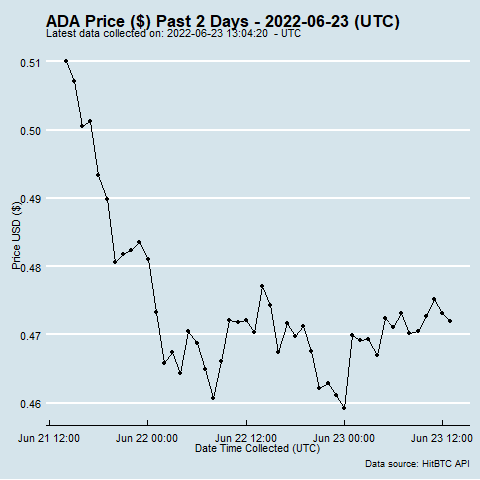 ADA Price ($) Past 2 Days - 2022-06-23 (UTC)
Latest data collected on: 2022-06-23 13:04:20 - UTC
Price USD ($)
0.51
0.50
0.49
0.48
0.47
0.46
Jun 21 12:00 Jun 22 00:00 Jun 22 12:00 Jun 23 00:00 Jun 23 12:00
Date Time Collected (UTC)
Data source: HitBTC API